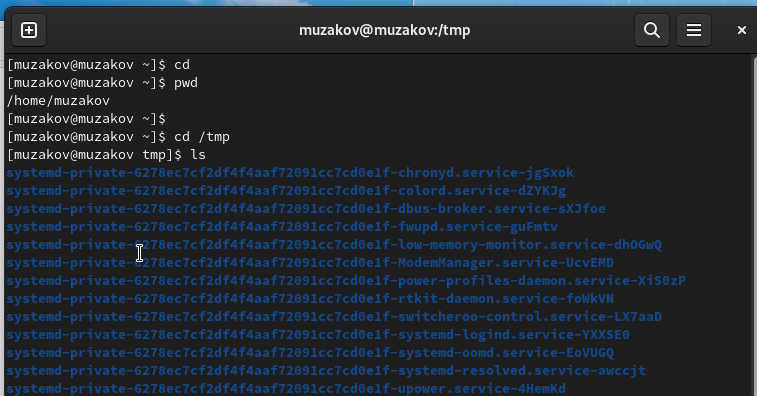 muzakov@muzakov:/tmp
[muzakov@muzakov ~]$ cd
[muzakov@muzakov ~]$ pwd
/home/muzakov
[muzakov@muzakov ~]$
[muzakov@muzakov ~]$ cd /tmp
[muzakov@muzakov tmp]$ ls
systemd-private-6278ec7cf2df4f4aaf72091cc7cd0e1f-chronyd.service-jgSxok
systemd-private-6278ec7cf2df4f4aaf72091cc7cd0e1f-colord.service-dZYKJg
systemd-private-6278ec7cf2df4f4aaf72091cc7cd0e1f-dbus-broker.service-sXJfoe
systemd-private-6278ec7cf2df4f4aaf72091cc7cd0e1f-fwupd.service-guFmtv
systemd-private-6278ec7cf2df4f4aaf72091cc7cd0e1f-low-memory-monitor.service-dhOGwQ
systemd-private-6278ec7cf2df4f4aaf72091cc7cd0e1f-ModemManager.service-UcvEMD
systemd-private-6278ec7cf2df4f4aaf72091cc7cd0e1f-power-profiles-daemon.service-XiS0zP
systemd-private-6278ec7cf2df4f4aaf72091cc7cd0e1f-rtkit-daemon.service-foWkVN
systemd-private-6278ec7cf2df4f4aaf72091cc7cd0e1f-switcheroo-control.service-LX7aaD
systemd-private-6278ec7cf2df4f4aaf72091cc7cd0e1f-systemd-logind.service-YXXSE0
systemd-private-6278ec7cf2df4f4aaf72091cc7cd0e1f-systemd-oomd.service-EoVUGQ
systemd-private-6278ec7cf2df4f4aaf72091cc7cd0e1f-systemd-resolved.service-awccjt
systemd-private-6278ec7cf2df4f4aaf72091cc7cd0e1f-upower.service-4HemKd